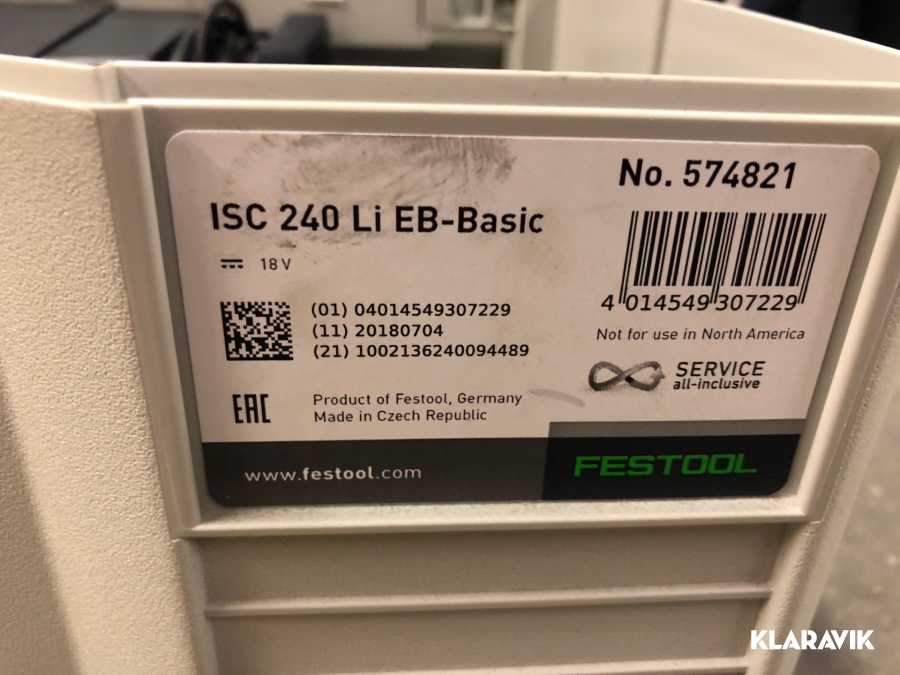 No. 574821
ISC 240 Li EB-Basic
18 V
4 014549 307229
(01) 04014549307229
(11) 20180704
(21) 1002136240094489
Not for use in North America
SERVICE
all-inclusive
EAC
Product of Festool, Germany
Made in Czech Republic
www.festool.com
FESTOOL
KLARAVIK